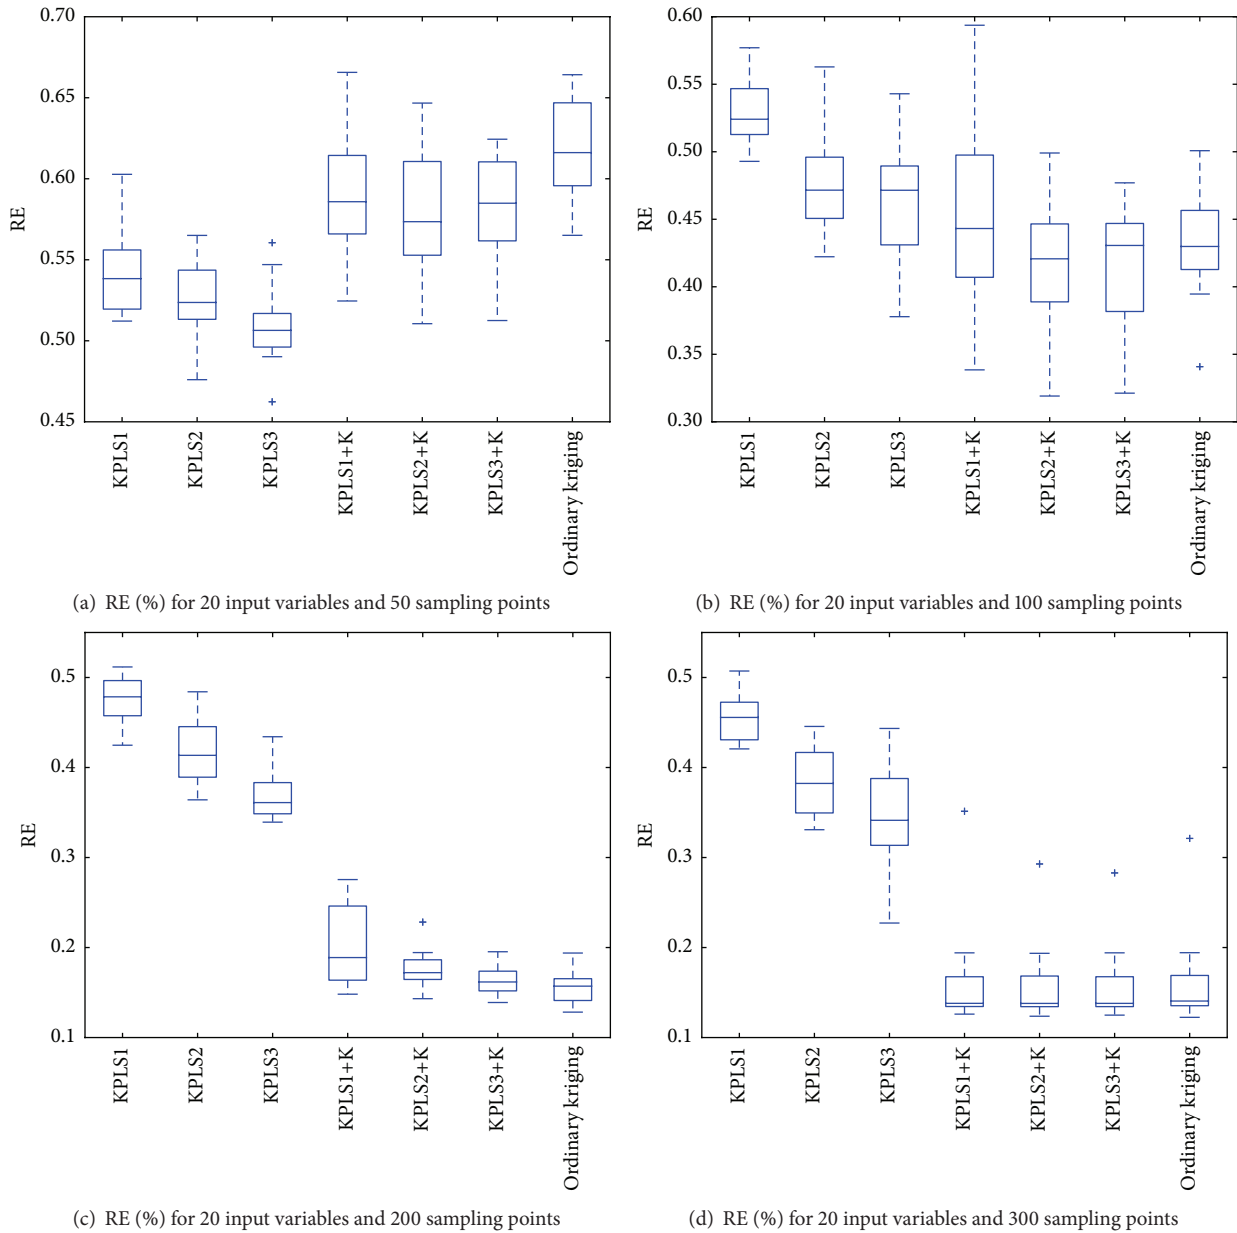 0.70
0.65
0.60
0.55
0.50
0.45
RE
KPLS1
KPLS2
KPLS3
KPLS1+K
KPLS2+K
KPLS3+K
Ordinary kriging
(a) RE (%) for 20 input variables and 50 sampling points
0.60
0.55
0.50
0.45
0.40
0.35
0.30
RE
KPLS1
KPLS2
KPLS3
KPLS1+K
KPLS2+K
KPLS3+K
Ordinary kriging
(b) RE (%) for 20 input variables and 100 sampling points
0.5
0.4
0.3
0.2
0.1
RE
KPLS1
KPLS2
KPLS3
KPLS1+K
KPLS2+K
KPLS3+K
Ordinary kriging
(c) RE (%) for 20 input variables and 200 sampling points
0.5
0.4
0.3
0.2
0.1
RE
KPLS1
KPLS2
KPLS3
KPLS1+K
KPLS2+K
KPLS3+K
Ordinary kriging
(d) RE (%) for 20 input variables and 300 sampling points